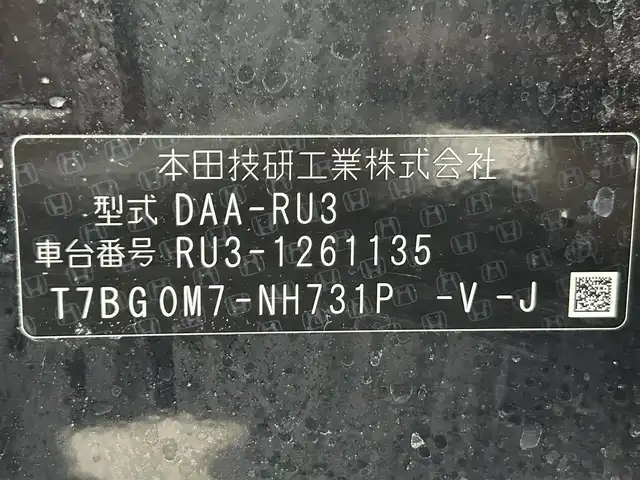 本田技研工業株式会社
型式 DAA-RU3
車台番号 RU3-1261135
T7BG0M7-NH731P -V-J